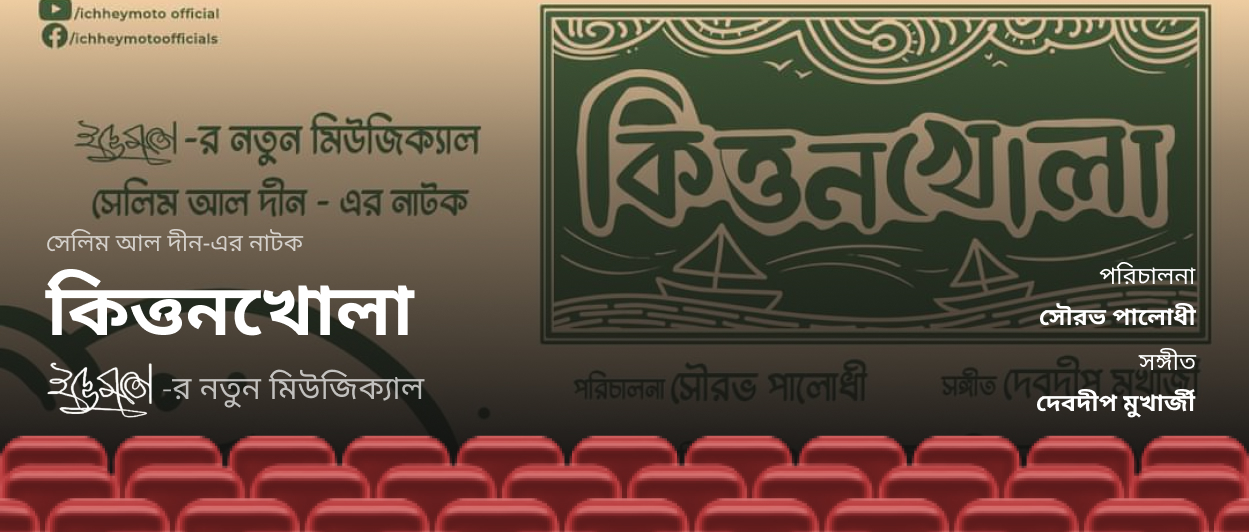 /ichheymoto official
/ichheymotoofficials
ইচ্ছেমতো -র নতুন মিউজিক্যাল
সেলিম আল দীন - এর নাটক
কিত্তনখোলা
পরিচালনা সৌরভ পালোধী
সঙ্গীত দেবদীপ মুখার্জী
সেলিম আল দীন-এর নাটক
কিত্তনখোলা
ইচ্ছেমতো -র নতুন মিউজিক্যাল
পরিচালনা
সৌরভ পালোধী
সঙ্গীত
দেবদীপ মুখার্জী